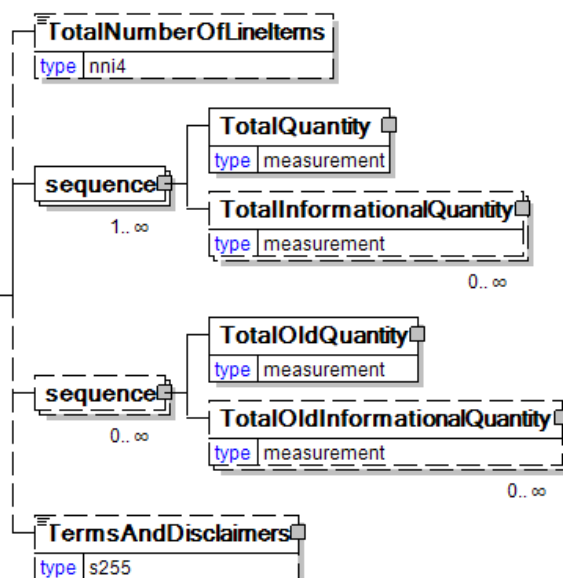 TotalNumberOfLineItems
type nni4
TotalQuantity
type measurement
sequence
1.. ∞
TotalInformationalQuantity
type measurement
0.. ∞
TotalOldQuantity
type measurement
sequence
0.. ∞
TotalOldInformationalQuantity
type measurement
0.. ∞
TermsAndDisclaimers
type s255